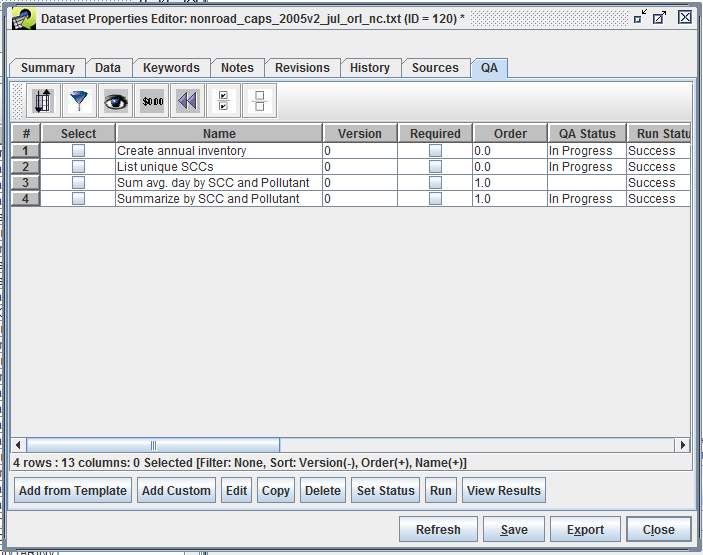 Dataset Properties Editor: nonroad_caps_2005v2_jul_orl_nc.txt (ID = 120) *
Summary Data Keywords Notes Revisions History Sources QA
$0.00
# Select Name Version Required Order QA Status Run Statu
1 Create annual inventory 0 0.0 In Progress Success
2 List unique SCCs 0 0.0 In Progress Success
3 Sum avg. day by SCC and Pollutant 0 1.0 Success
4 Summarize by SCC and Pollutant 0 1.0 In Progress Success
4 rows : 13 columns: 0 Selected [Filter: None, Sort: Version(-), Order(+), Name(+)]
Add from Template Add Custom Edit Copy Delete Set Status Run View Results
Refresh Save Export Close